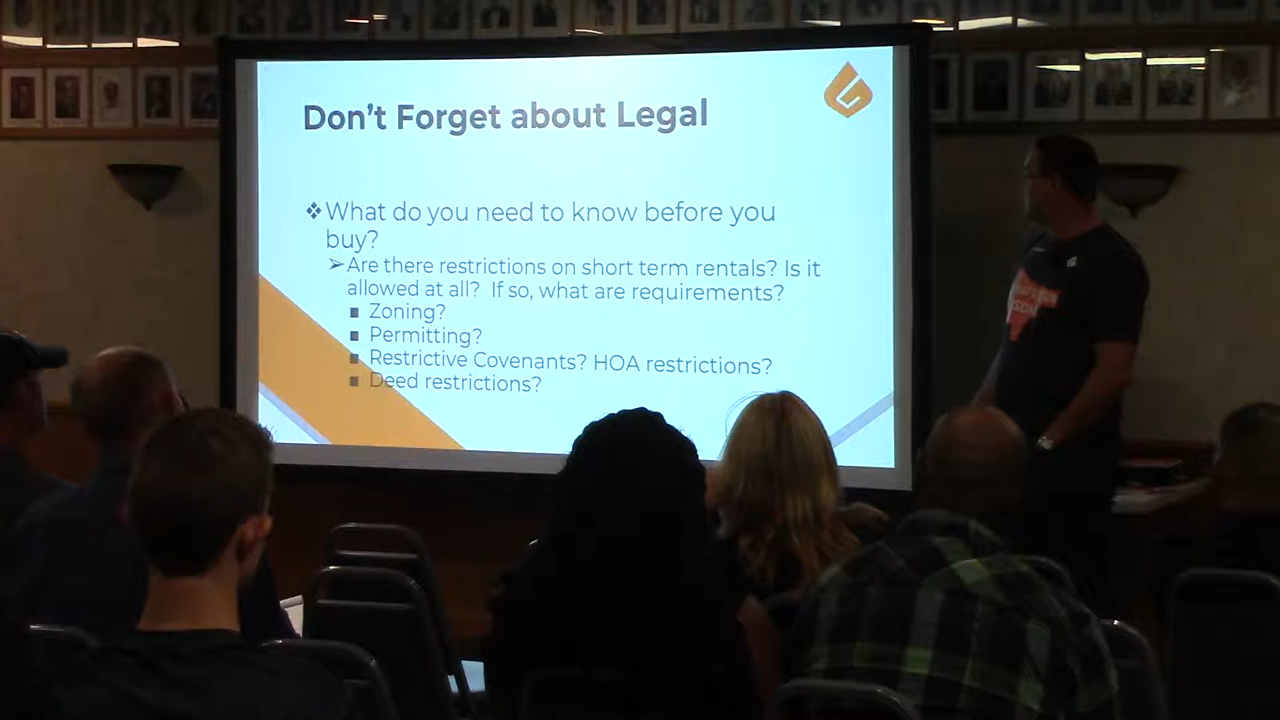 Don't Forget about Legal
❖What do you need to know before you
buy?
➢Are there restrictions on short term rentals? Is it
allowed at all?  If so, what are requirements?
▪ Zoning?
▪ Permitting?
▪ Restrictive Covenants? HOA restrictions?
▪ Deed restrictions?